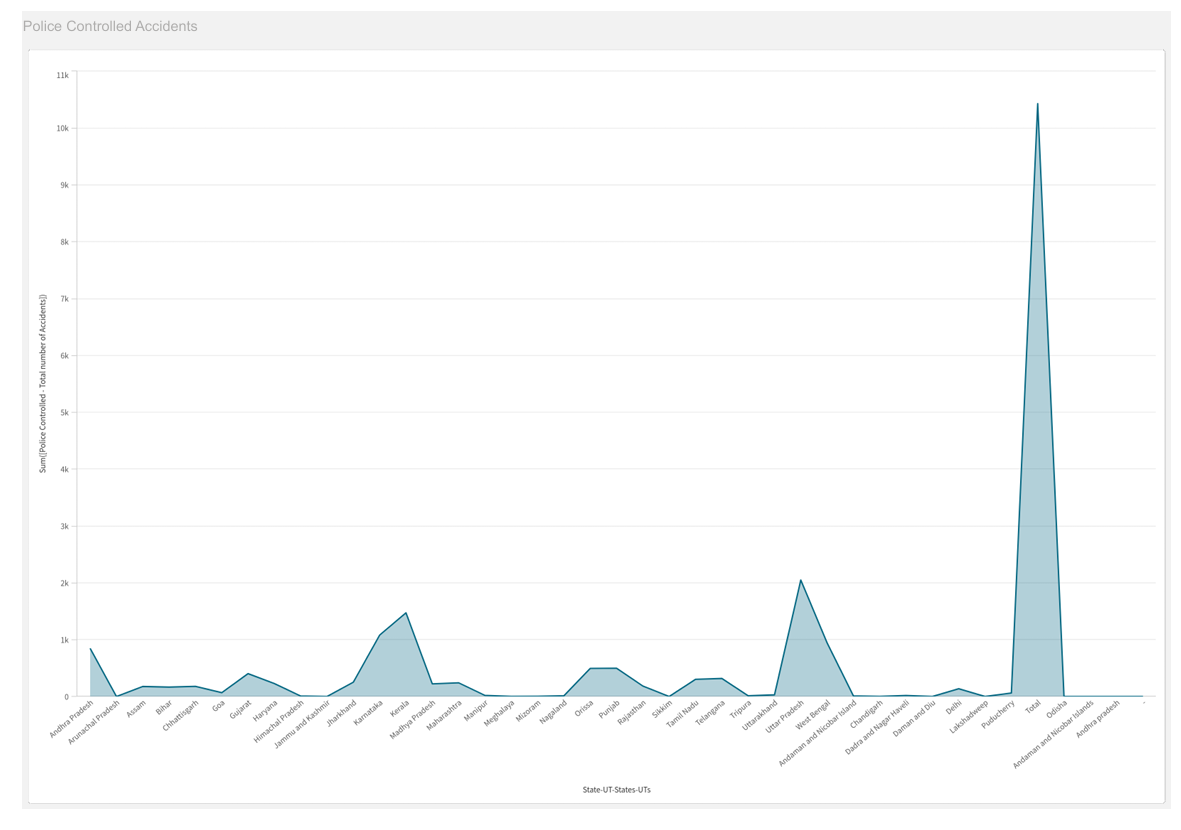 Police Controlled Accidents
11k
10k
9k
8k
7k
6k
5k
4k
3k
2k
1k
0
Sum([Police Controlled - Total number of Accidents])
Andhra Pradesh
Arunachal Pradesh
Assam
Bihar
Chhattisgarh
Goa
Gujarat
Haryana
Himachal Pradesh
Jammu and Kashmir
Jharkhand
Karnataka
Kerala
Madhya Pradesh
Maharashtra
Manipur
Meghalaya
Mizoram
Nagaland
Orissa
Punjab
Rajasthan
Sikkim
Tamil Nadu
Telangana
Tripura
Uttarakhand
Uttar Pradesh
West Bengal
Andaman and Nicobar Island
Chandigarh
Dadra and Nagar Haveli
Daman and Diu
Delhi
Lakshadweep
Puducherry
Total
Odisha
Andaman and Nicobar Islands
Andhra pradesh
-
State-UT-States-UTs